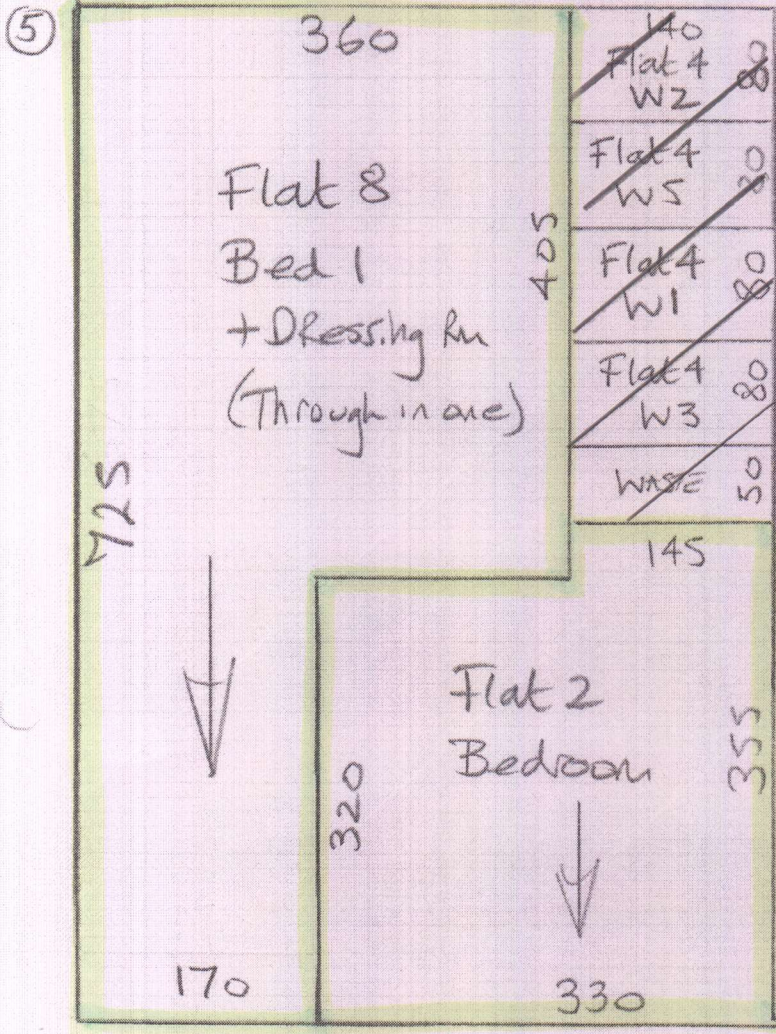 5
360
Flat 8
Bed 1
+ Dressing Rm
(Through in one)
725
405
170
140
Flat 4
W2
80
Flat 4
W5
80
Flat 4
W1
80
Flat 4
W3
80
WASTE
50
145
Flat 2
Bedroom
320
355
330